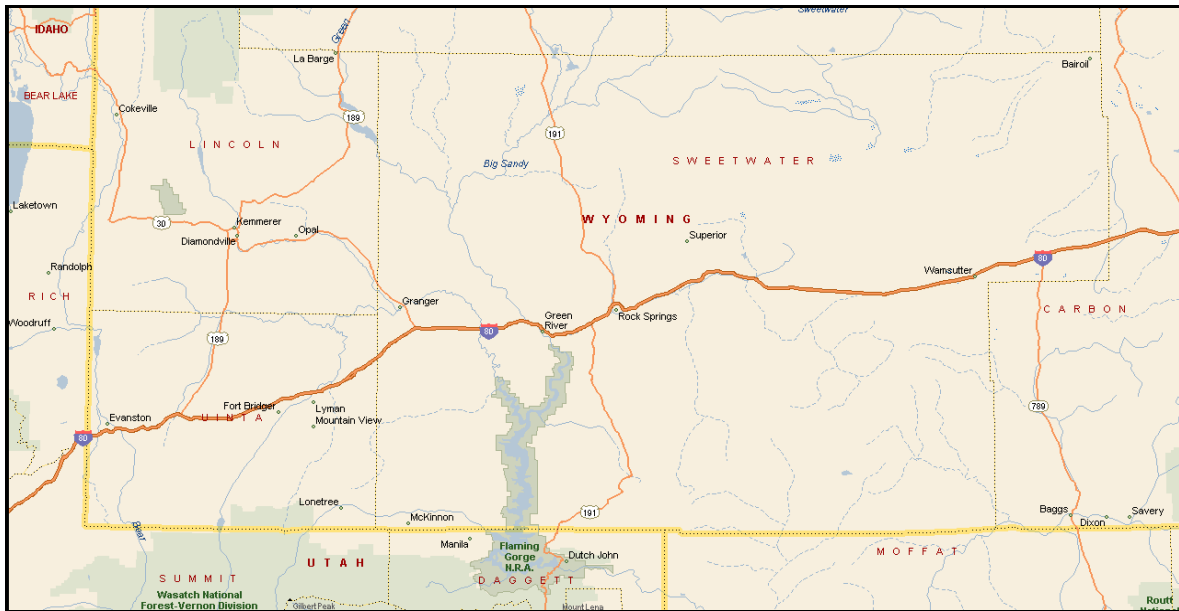 Sweetwater
IDAHO
Green
La Barge
Bairoil
BEAR LAKE
Cokeville
189
191
LINCOLN
Big Sandy
SWEETWATER
Laketown
30
Kemmerer
WYOMING
Diamondville
Opal
Superior
80
Randolph
Wamsutter
RICH
Granger
CARBON
Green
River
Rock Springs
Woodruff
80
189
Fort Bridger
Lyman
789
Evanston
UINTA
Mountain View
80
Lonetree
McKinnon
191
Baggs
Dixon
Savery
Bear
Manila
Flaming
Gorge
N.R.A.
Dutch John
MOFFAT
UTAH
SUMMIT
DAGGETT
Wasatch National
Forest-Vernon Division
Gilbert Peak
Mount Lena
Routt